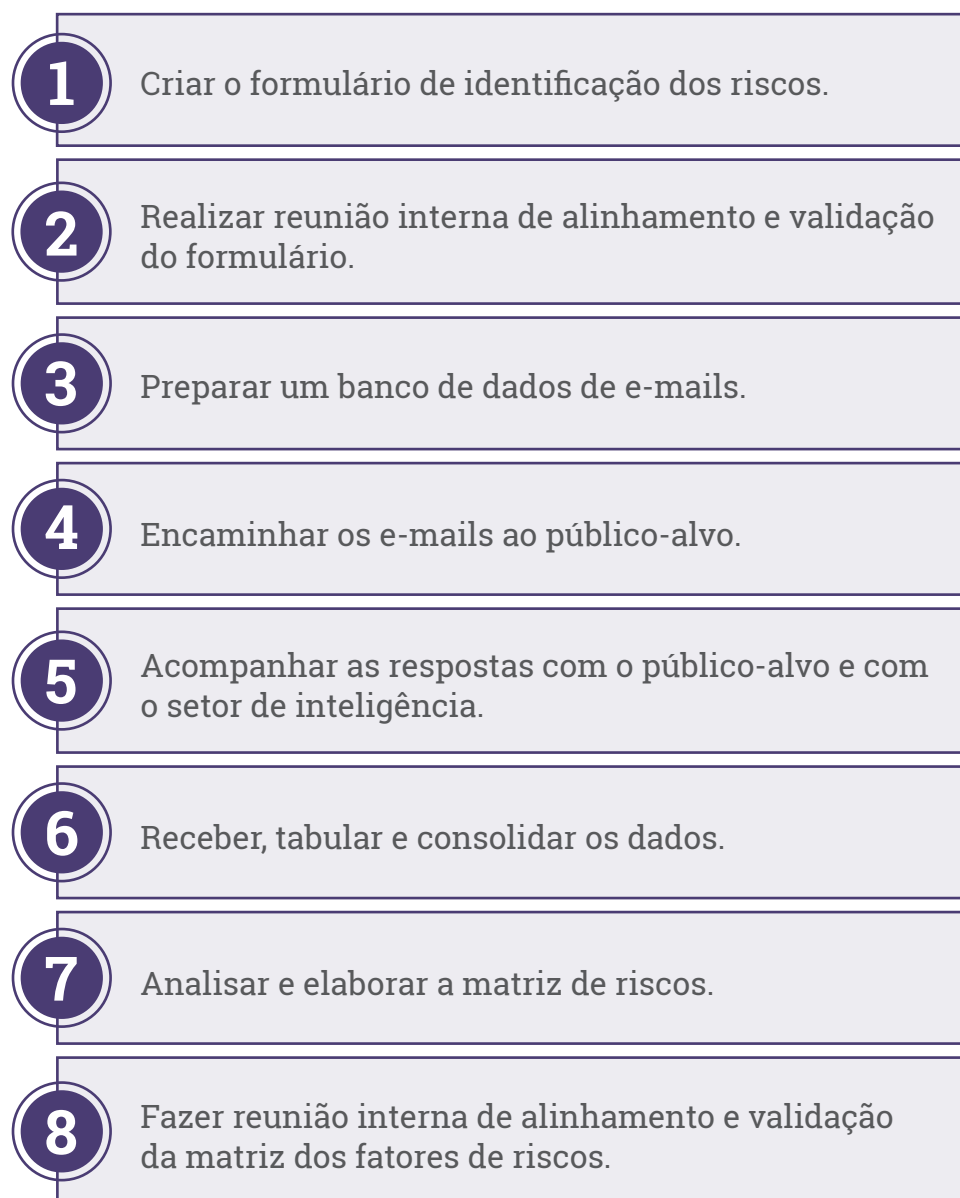 1
Criar o formulário de identificação dos riscos.
2
Realizar reunião interna de alinhamento e validação
do formulário.
3
Preparar um banco de dados de e-mails.
4
Encaminhar os e-mails ao público-alvo.
5
Acompanhar as respostas com o público-alvo e com
o setor de inteligência.
6
Receber, tabular e consolidar os dados.
7
Analisar e elaborar a matriz de riscos.
8
Fazer reunião interna de alinhamento e validação
da matriz dos fatores de riscos.